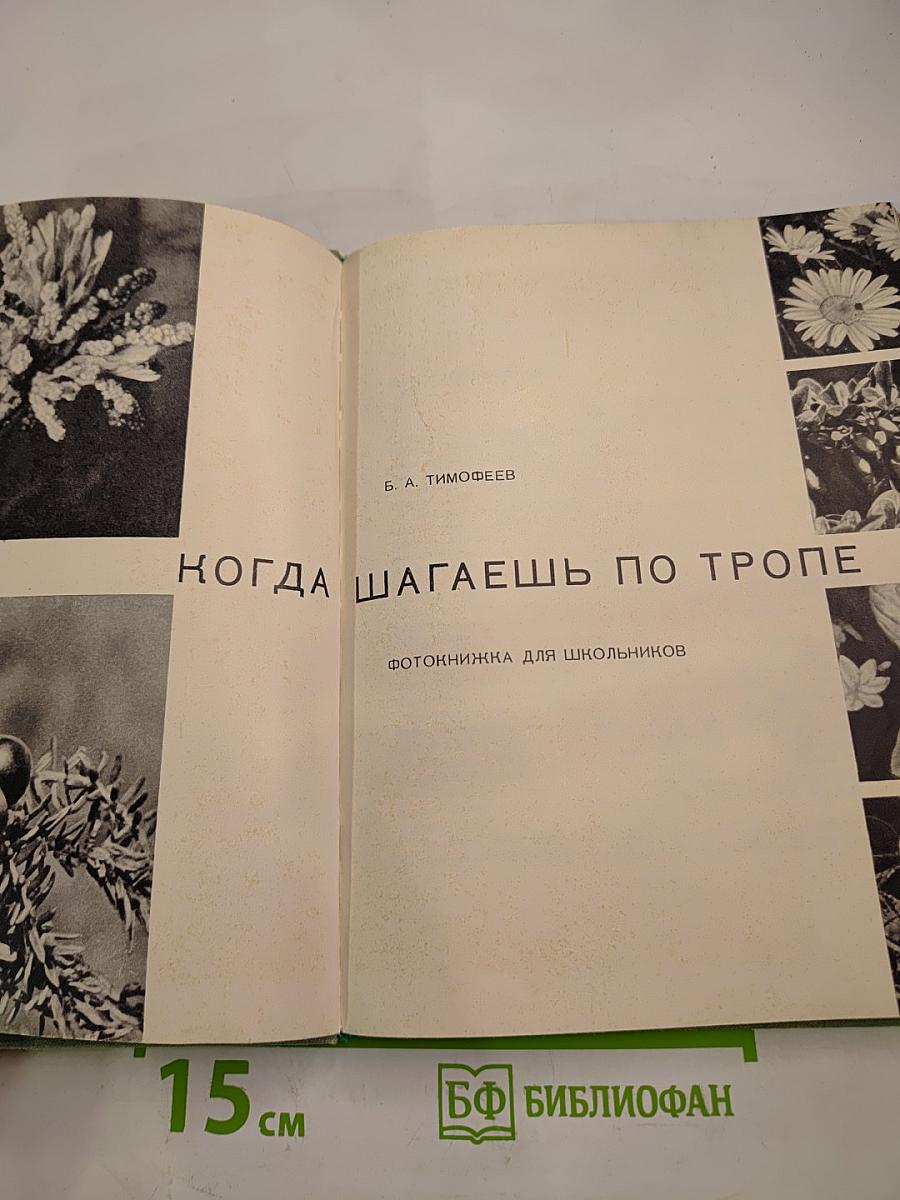 Б. А. ТИМОФЕЕВ
КОГДА ШАГАЕШЬ ПО ТРОПЕ
ФОТОКНИЖКА ДЛЯ ШКОЛЬНИКОВ
15 см
БФ БИБЛИОФАН